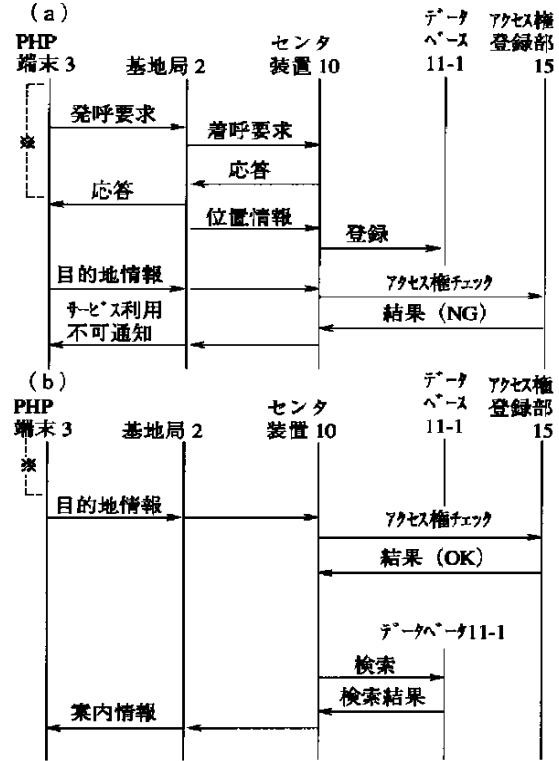 (a)
PHP
端末 3
基地局 2
センタ
装置 10
データ
ベース
11-1
アクセス権
登録部
15
※
発呼要求
着呼要求
応答
応答
位置情報
登録
目的地情報
アクセス権チェック
サービス利用
不可通知
結果 (NG)
(b)
PHP
端末 3
基地局 2
センタ
装置 10
データ
ベース
11-1
アクセス権
登録部
15
※
目的地情報
アクセス権チェック
結果 (OK)
データベータ11-1
検索
検索結果
案内情報